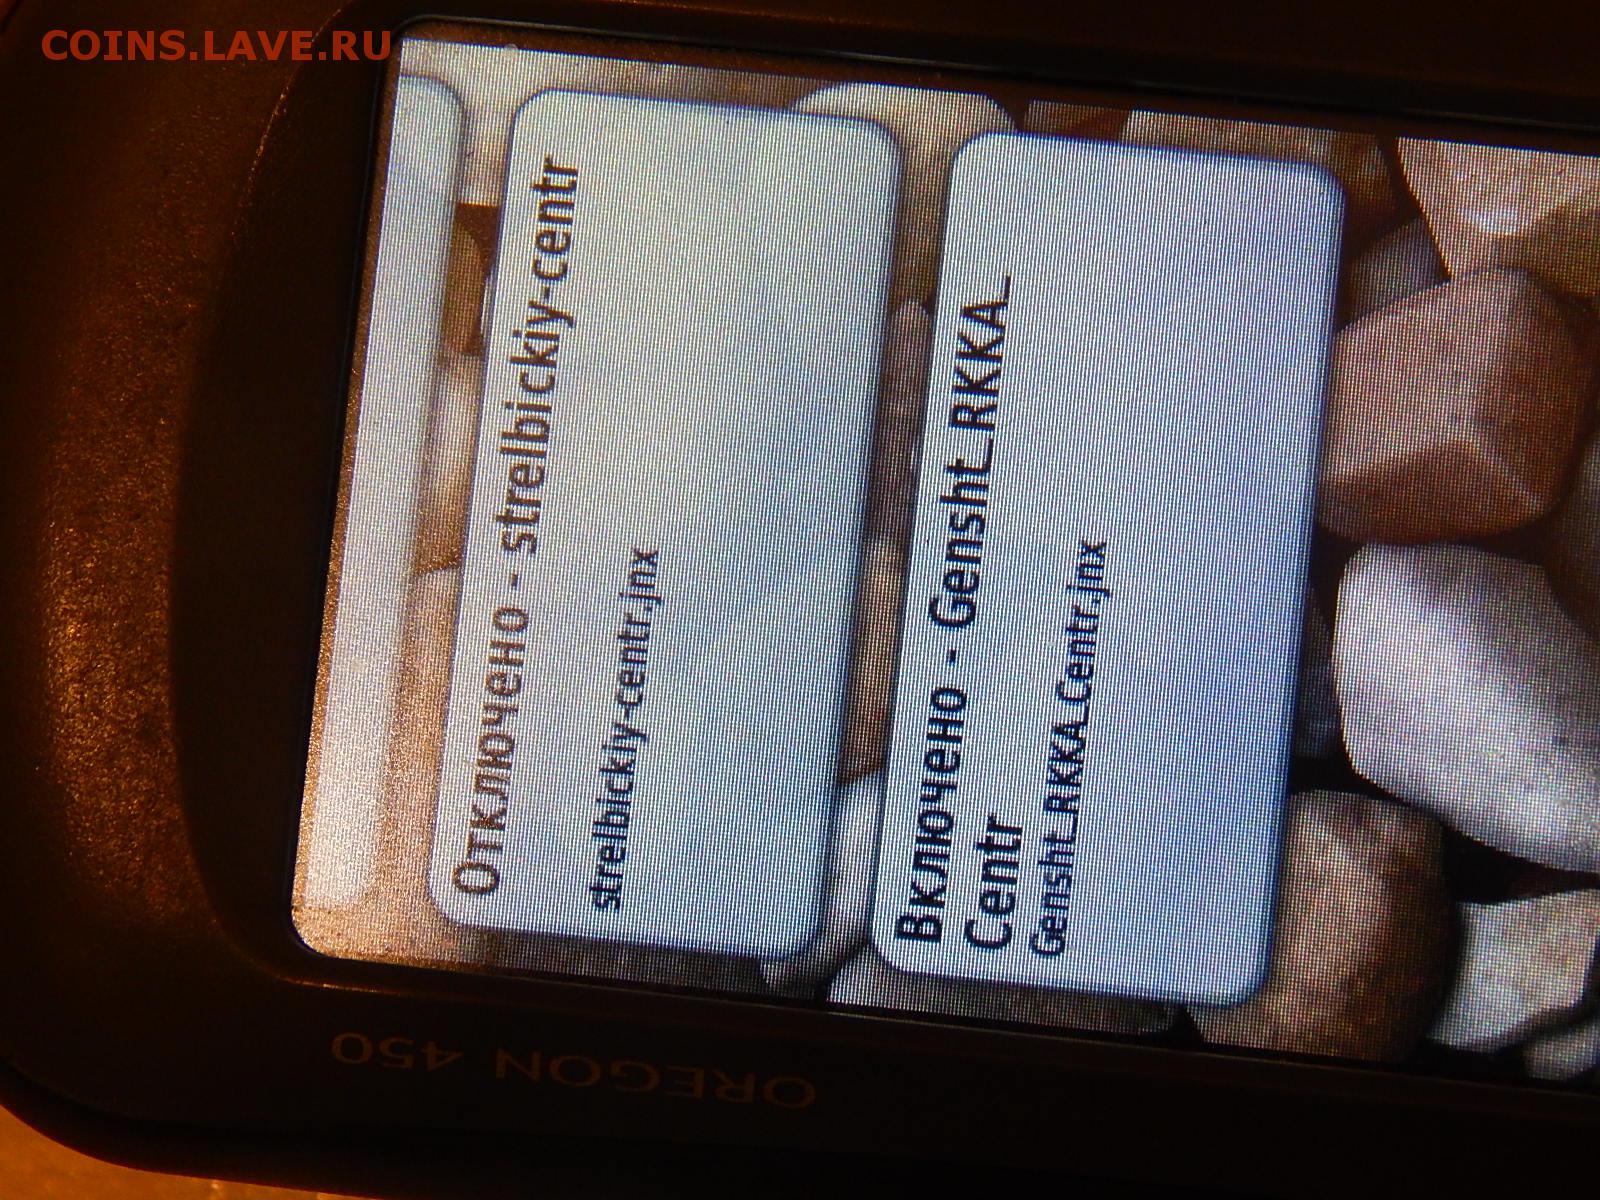 COINS.LAVE.RU
Отключено - strelbickiy-centr
strelbickiy-centr.jnx
Включено - Gensht_RKKA_
Centr
Gensht_RKKA_Centr.jnx
OREGON 450